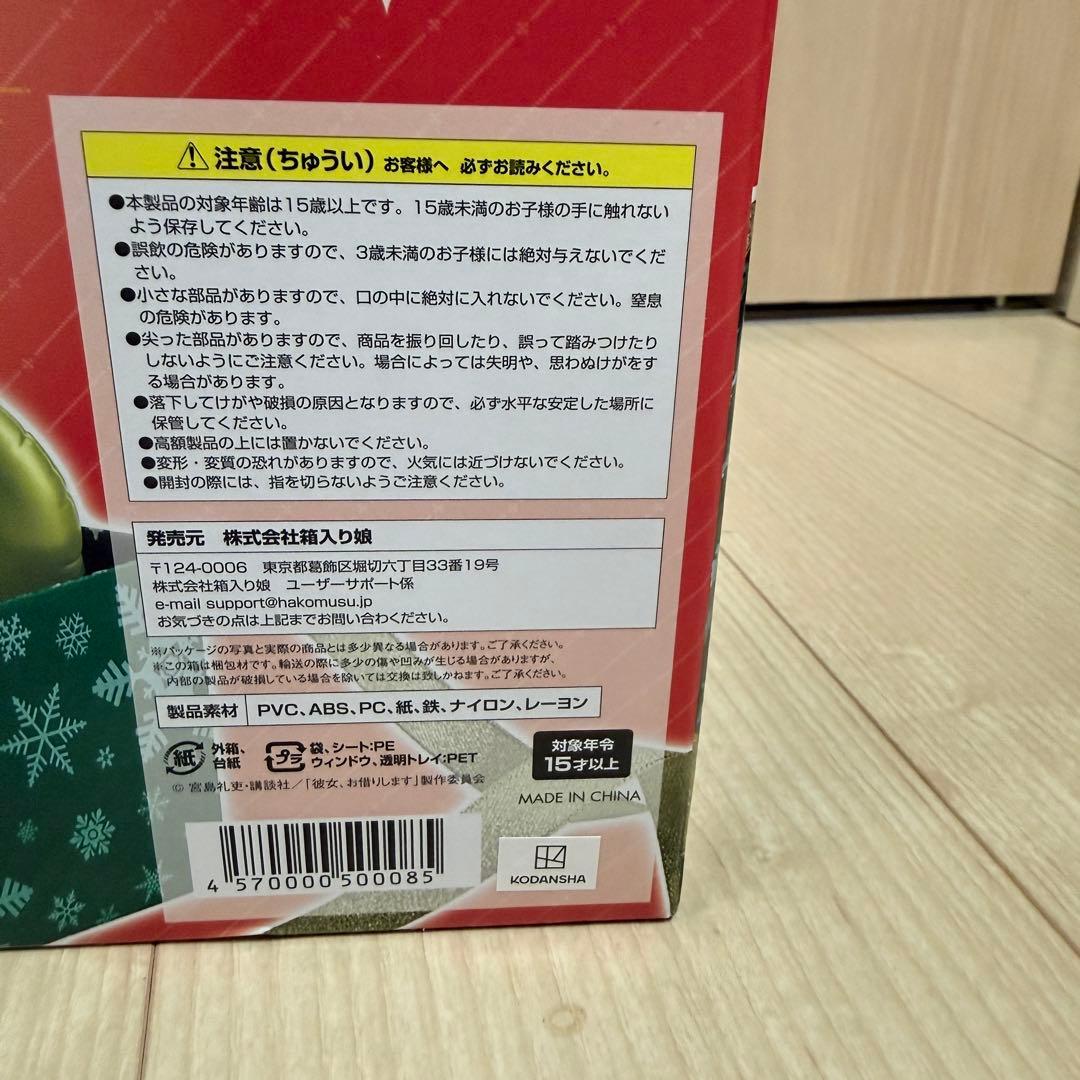 注意(ちゅうい) お客様へ 必ずお読みください。
●本製品の対象年齢は15歳以上です。15歳未満のお子様の手に触れない
よう保存してください。
●誤飲の危険がありますので、3歳未満のお子様には絶対与えないでくだ
さい。
●小さな部品がありますので、口の中に絶対に入れないでください。窒息
の危険があります。
●尖った部品がありますので、商品を振り回したり、誤って踏みつけたり
しないようにご注意ください。場合によっては失明や、思わぬけがをす
る場合があります。
●落下してけがや破損の原因となりますので、必ず水平な安定した場所に
保管してください。
●高額製品の上には置かないでください。
●変形・変質の恐れがありますので、火気には近づけないでください。
●開封の際には、指を切らないようご注意ください。
発売元 株式会社箱入り娘
〒124-0006 東京都葛飾区堀切六丁目33番19号
株式会社箱入り娘 ユーザーサポート係
e-mail support@hakomusu.jp
お気づきの点は上記までお問い合わせください。
※パッケージの写真と実際の商品とは多少異なる場合があります。ご了承ください。
※この箱は梱包材です。輸送の際に多少の傷や凹みが生じる場合がありますが、
内部の製品が破損している場合を除いては交換は致しかねます。ご了承ください。
製品素材 PVC、ABS、PC、紙、鉄、ナイロン、レーヨン
紙 外箱、台紙
プラ 袋、シート:PE
ウィンドウ、透明トレイ:PET
対象年令
15才以上
© 宮島礼吏・講談社/「彼女、お借りします」製作委員会
MADE IN CHINA
4 570000 500085
KODANSHA